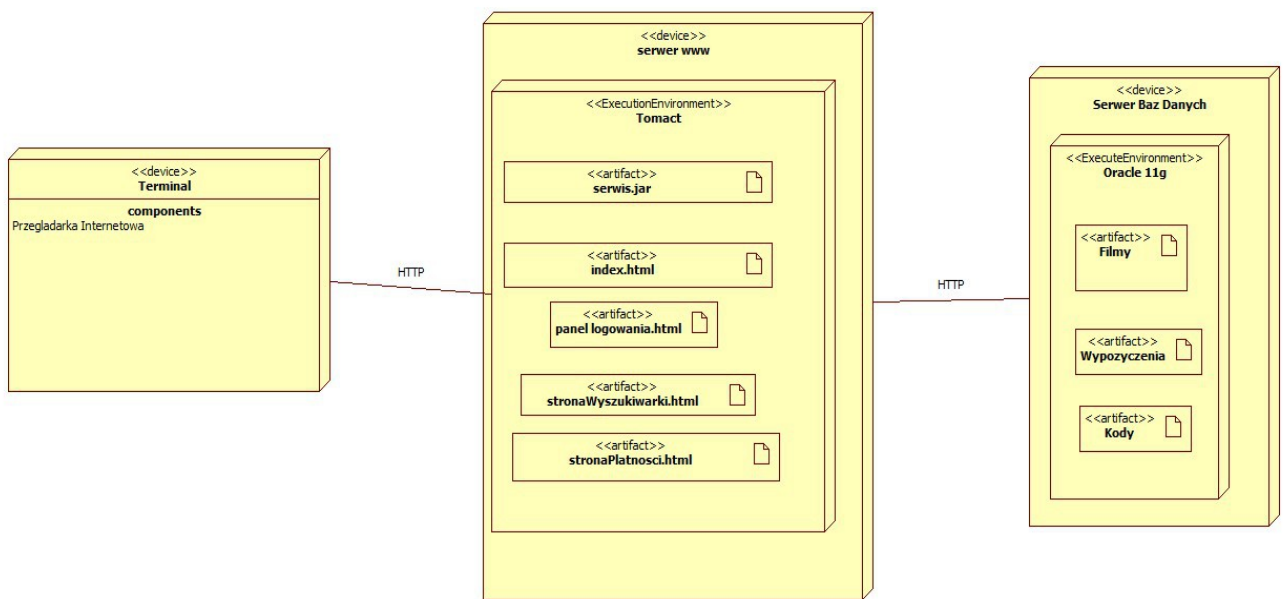 <<device>>
Terminal
components
Przegladarka Internetowa
HTTP
<<device>>
serwer www
<<ExecutionEnvironment>>
Tomact
<<artifact>>
serwis.jar
<<artifact>>
index.html
<<artifact>>
panel logowania.html
<<artifact>>
stronaWyszukiwarki.html
<<artifact>>
stronaPlatnosci.html
HTTP
<<device>>
Serwer Baz Danych
<<ExecuteEnvironment>>
Oracle 11g
<<artifact>>
Filmy
<<artifact>>
Wypozyczenia
<<artifact>>
Kody